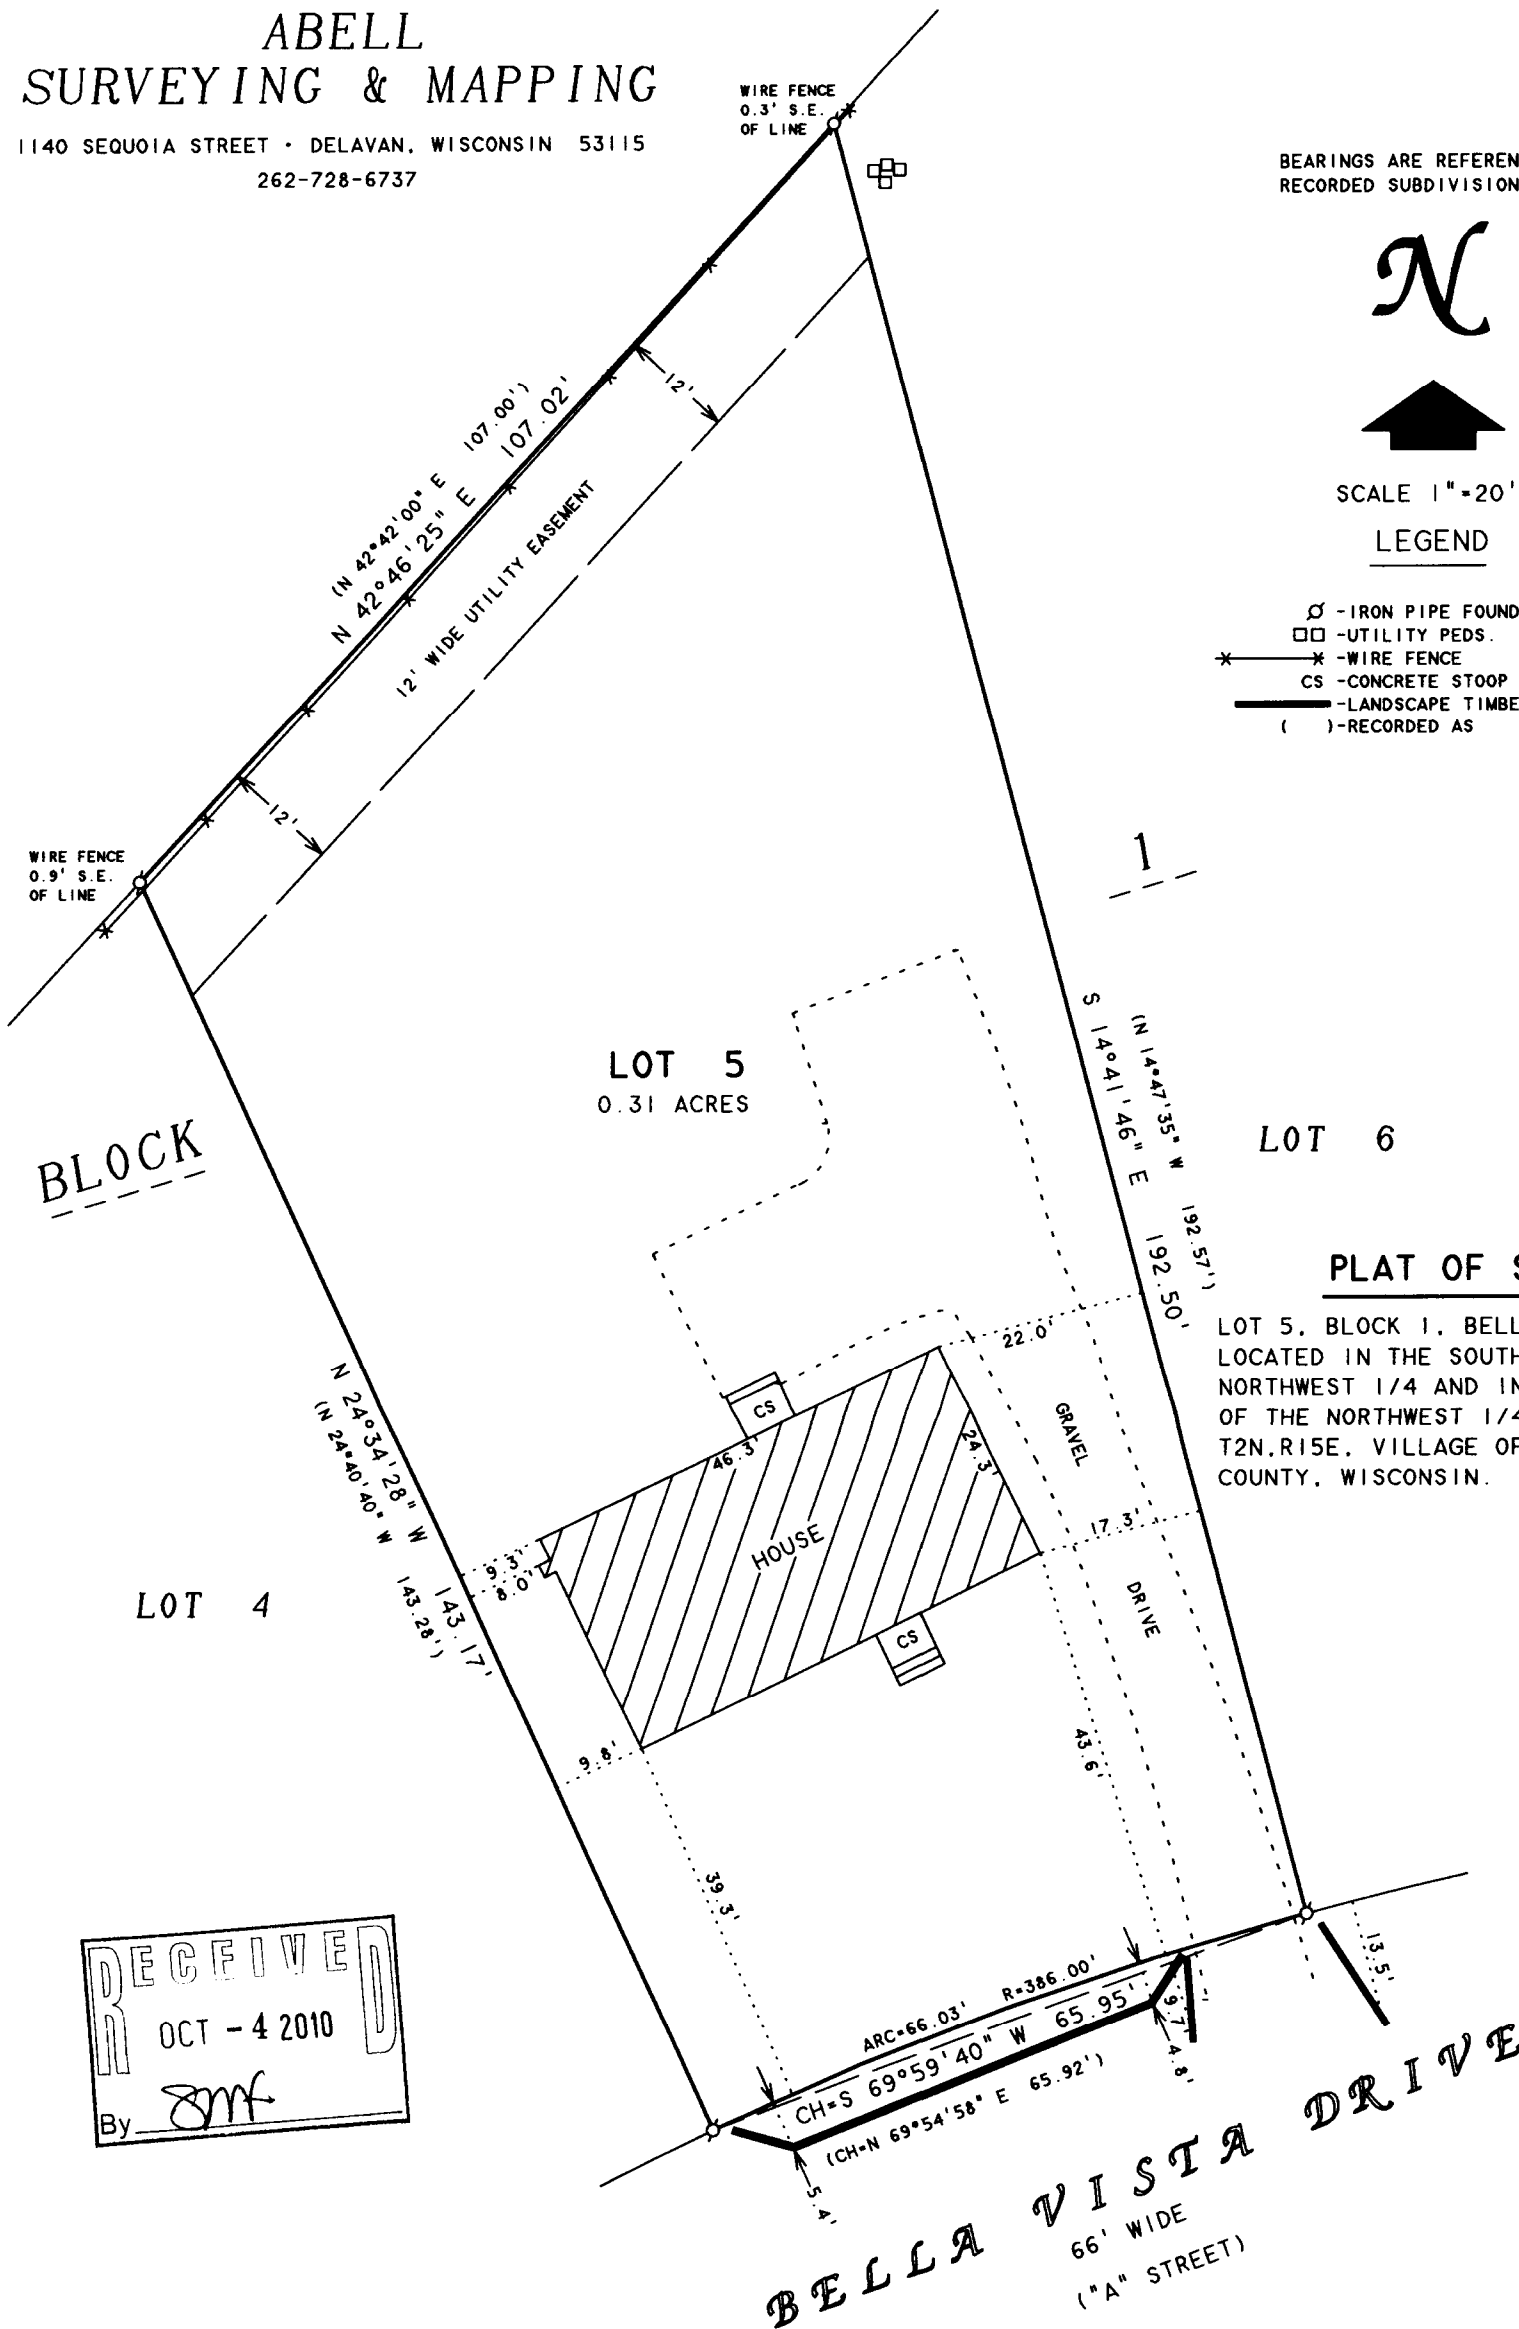 ABELL
SURVEYING & MAPPING
1140 SEQUOIA STREET • DELAVAN, WISCONSIN 53115
262-728-6737
WIRE FENCE
0.3' S.E.
OF LINE
BEARINGS ARE REFEREN
RECORDED SUBDIVISION
N
SCALE 1"=20'
LEGEND
-IRON PIPE FOUND
-UTILITY PEDS.
-WIRE FENCE
CS -CONCRETE STOOP
-LANDSCAPE TIMBE
( )-RECORDED AS
(N 42°42'00" E 107.00')
N 42°46'25" E 107.02'
12'
12' WIDE UTILITY EASEMENT
12'
WIRE FENCE
0.9' S.E.
OF LINE
1
S 14°41'46" E 192.50'
(N 14°47'35" W 192.57')
LOT 5
0.31 ACRES
BLOCK
LOT 6
PLAT OF S
LOT 5, BLOCK 1, BELL
LOCATED IN THE SOUTH
NORTHWEST 1/4 AND IN
OF THE NORTHWEST 1/4
T2N,R15E, VILLAGE OF
COUNTY, WISCONSIN.
22.0'
GRAVEL
CS
46.3'
24.3'
N 24°34'28" W 143.17'
(N 24°40'40" W 143.28')
HOUSE
17.3'
9.3'
8.0'
DRIVE
LOT 4
CS
9.8'
43.6'
39.3'
RECEIVED
OCT -4 2010
By
13.5'
ARC=66.03' R=386.00'
CH=S 69°59'40" W 65.95'
(CH=N 69°54'58" E 65.92')
9.7'
4.8'
5.4'
BELLA VISTA DRIVE
66' WIDE
("A" STREET)